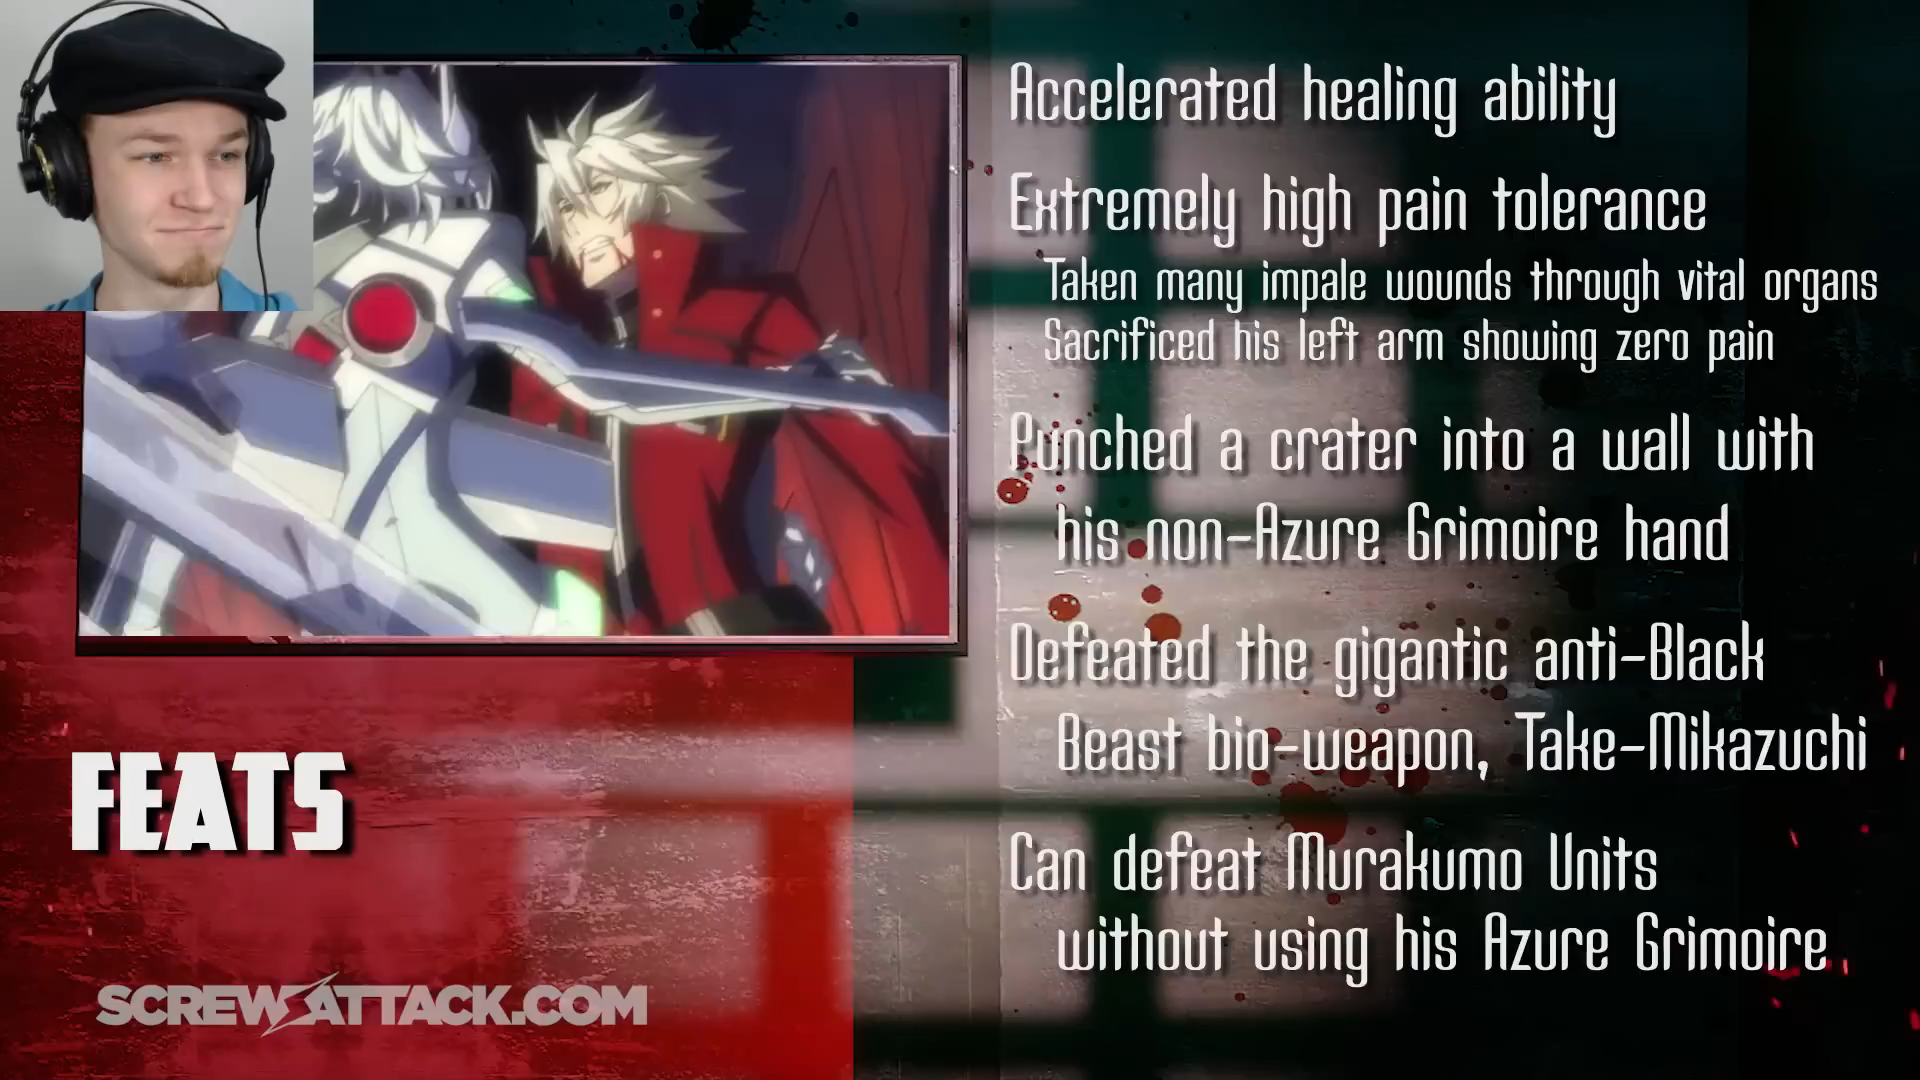 Accelerated healing ability
Extremely high pain tolerance
Taken many impale wounds through vital organs
Sacrificed his left arm showing zero pain
Punched a crater into a wall with
his non-Azure Grimoire hand
Defeated the gigantic anti-Black
Beast bio-weapon, Take-Mikazuchi
Can defeat Murakumo Units
without using his Azure Grimoire
FEATS
SCREWATTACK.COM